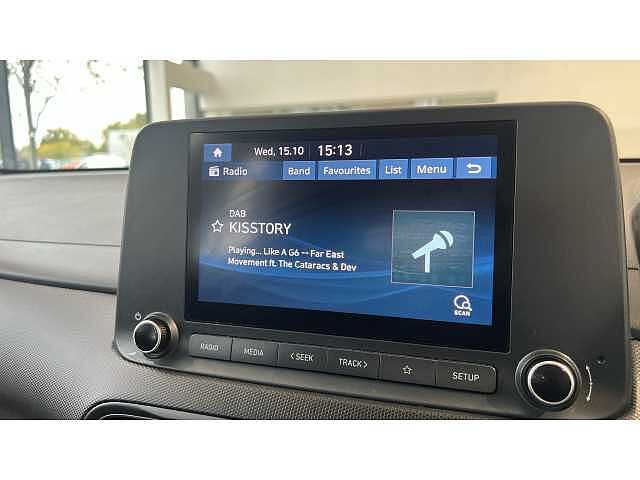 Wed, 15.10 15:13
Radio Band Favourites List Menu
DAB
KISSTORY
Playing... Like A G6 -- Far East
Movement ft. The Cataracs & Dev
SCAN
RADIO MEDIA < SEEK TRACK > SETUP